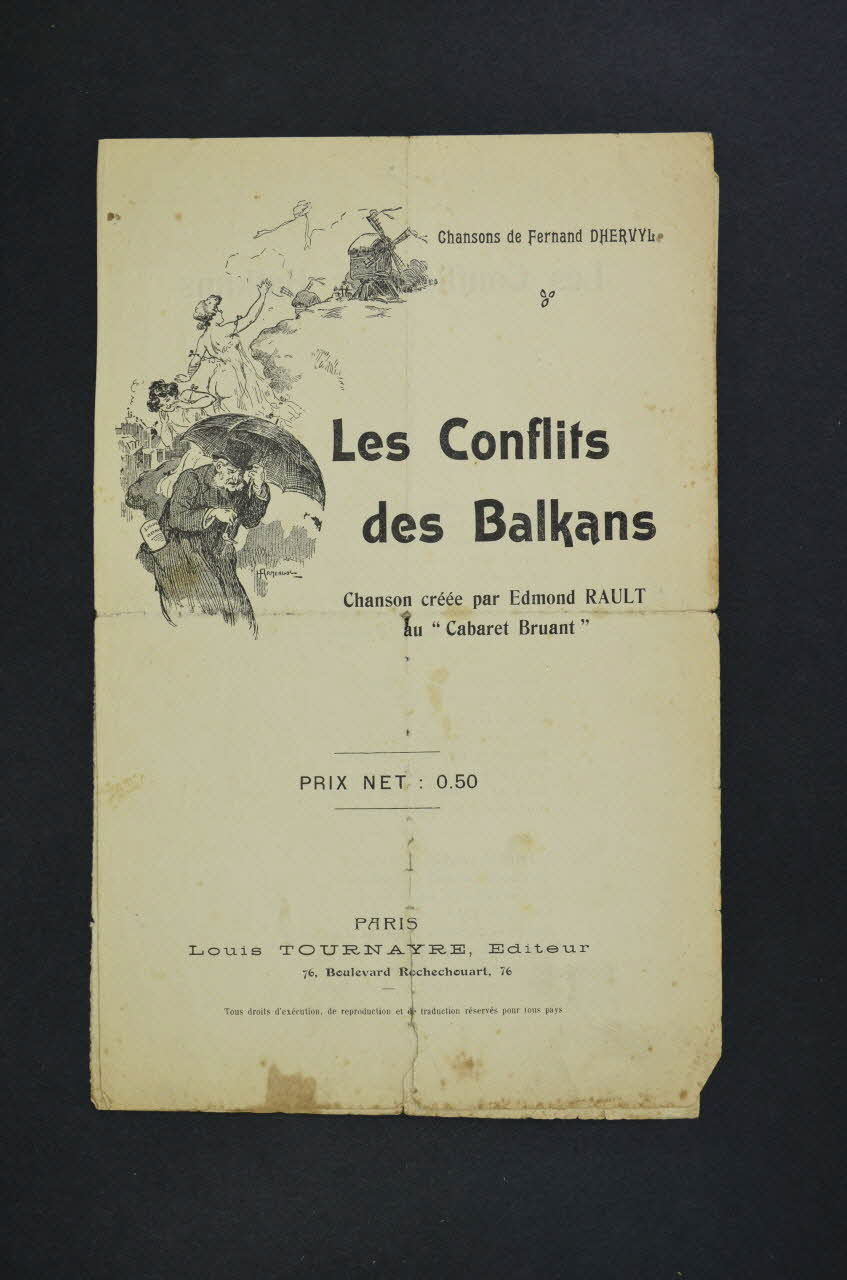 Chansons de Fernand DHERVYL
Les Conflits
des Balkans
Chanson créée par Edmond RAULT
au “ Cabaret Bruant ”
PRIX NET : 0.50
PARIS
Louis TOURNAYRE, Editeur
76, Boulevard Rochechouart, 76
Tous droits d'exécution, de reproduction et de traduction réservés pour tous pays